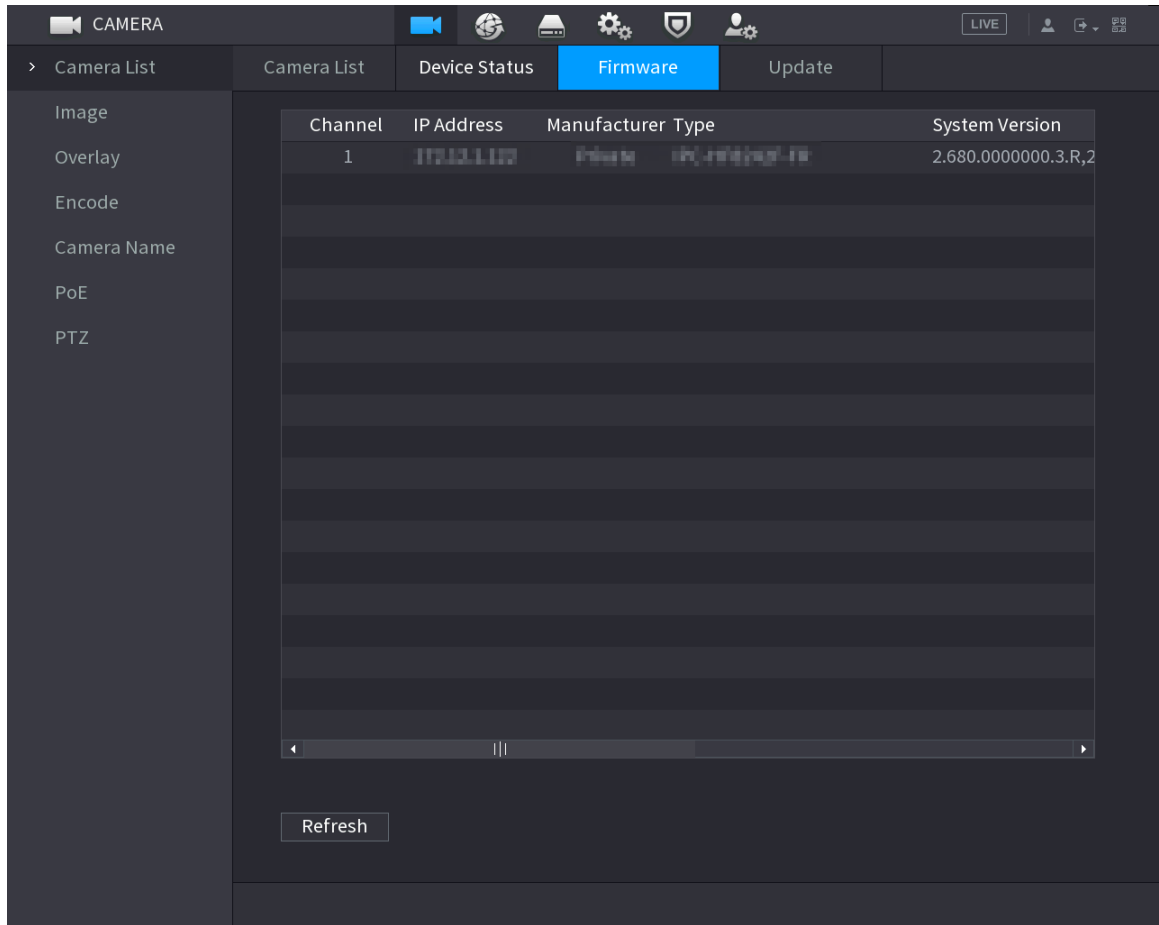 CAMERA
LIVE
Camera List
Image
Overlay
Encode
Camera Name
PoE
PTZ
Camera List Device Status Firmware Update
Channel IP Address Manufacturer Type System Version
1 2.680.0000000.3.R,2
Refresh